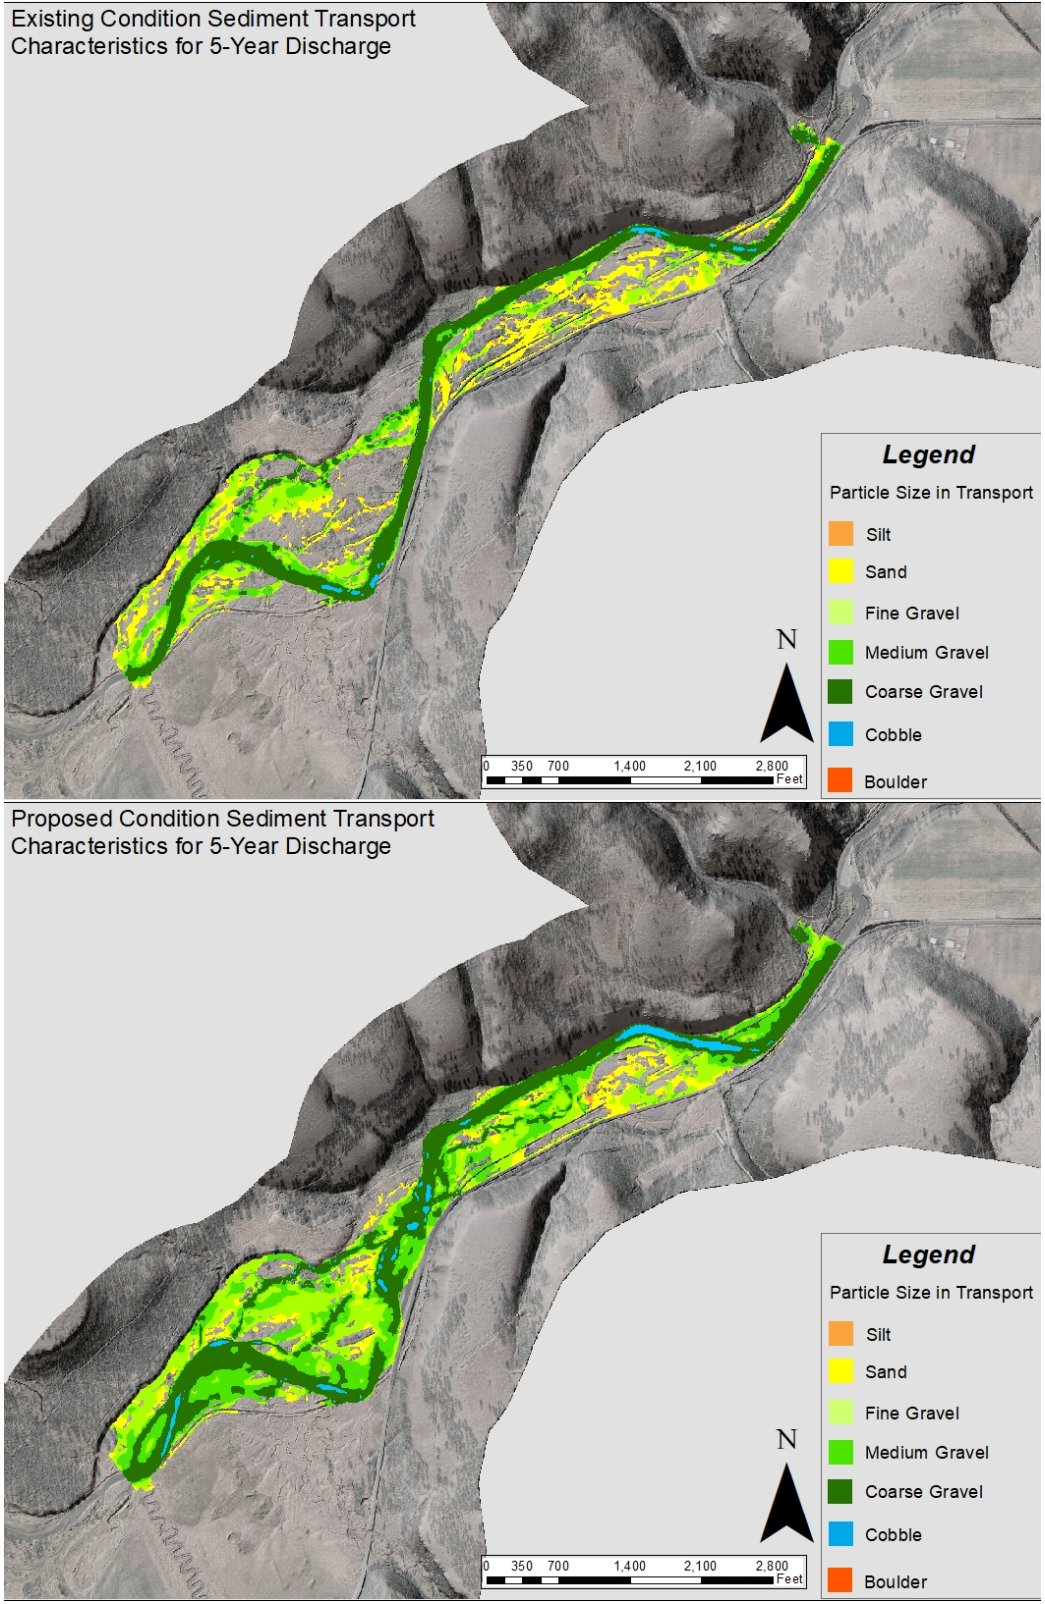 Existing Condition Sediment Transport
Characteristics for 5-Year Discharge
Legend
Particle Size in Transport
Silt
Sand
Fine Gravel
Medium Gravel
Coarse Gravel
Cobble
Boulder
N
0 350 700 1,400 2,100 2,800
Feet
Proposed Condition Sediment Transport
Characteristics for 5-Year Discharge
Legend
Particle Size in Transport
Silt
Sand
Fine Gravel
Medium Gravel
Coarse Gravel
Cobble
Boulder
N
0 350 700 1,400 2,100 2,800
Feet